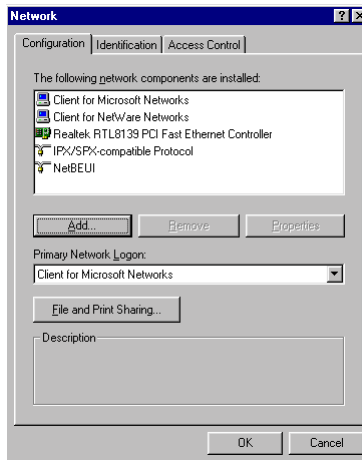 Network
Configuration Identification Access Control
The following network components are installed:
Client for Microsoft Networks
Client for NetWare Networks
Realtek RTL8139 PCI Fast Ethernet Controller
IPX/SPX-compatible Protocol
NetBEUI
Add... Remove Properties
Primary Network Logon:
Client for Microsoft Networks
File and Print Sharing...
Description
OK Cancel